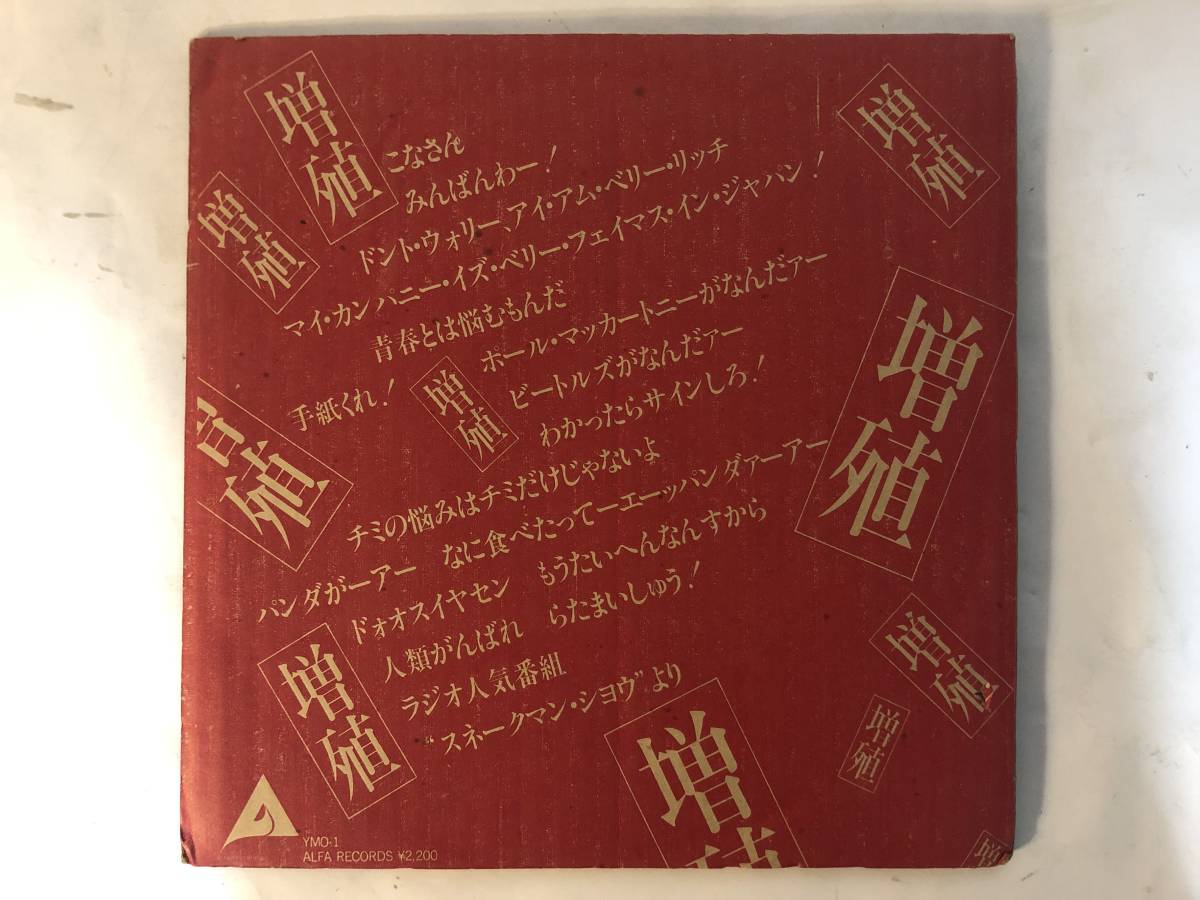 増殖
増殖
増殖
こなさん
みんばんわー!
ドント・ウォリー、アイ・アム・ベリー・リッチ
マイ・カンパニー・イズ・ベリー・フェイマス・イン・ジャパン!
青春とは悩むもんだ
ポール・マッカートニーがなんだァー
手紙くれ!
増殖
ビートルズがなんだァー
わかったらサインしろ!
増殖
殖
チミの悩みはチミだけじゃないよ
なに食べたってーエーッパンダァーアー
パンダがーアー
ドォオスイヤセン もうたいへんなんすから
人類がんばれ らたまいしゅう!
ラジオ人気番組
"スネークマン・ショウ"より
増殖
増殖
増殖
増殖
増
YMO-1
ALFA RECORDS ¥2,200